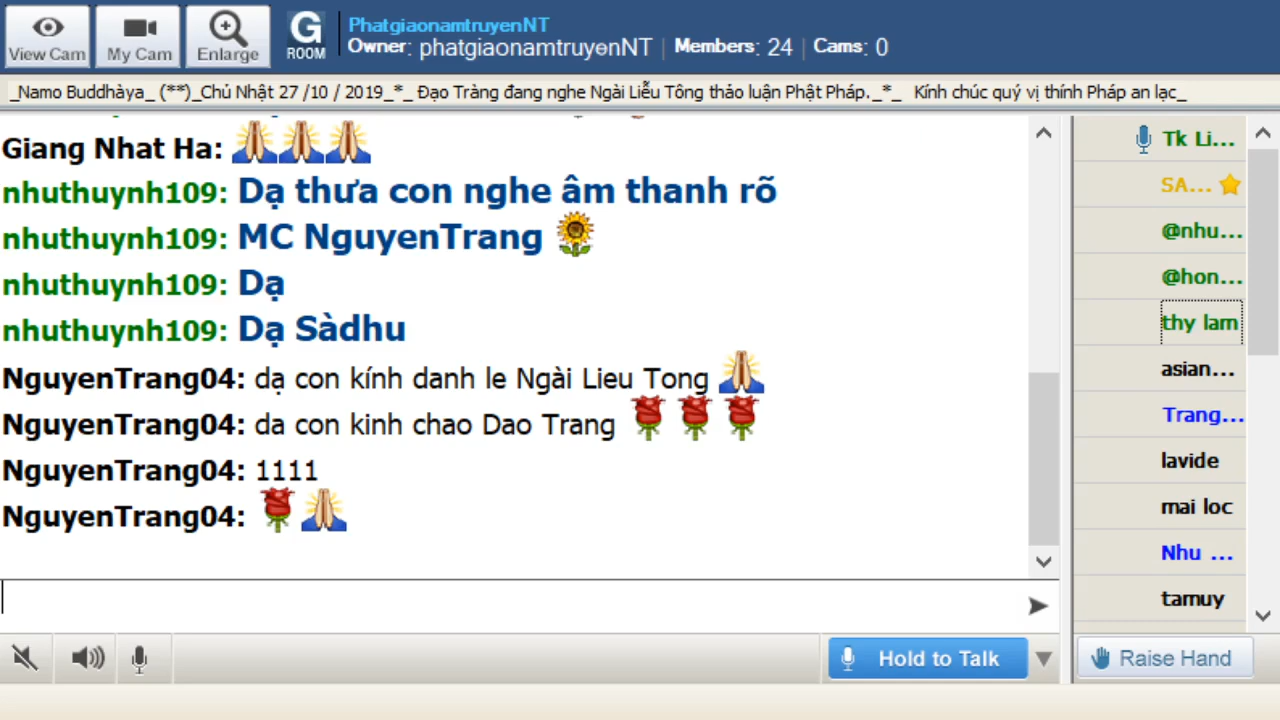 View Cam
My Cam
Enlarge
G
ROOM
PhatgiaonamtruyenNT
Owner: phatgiaonamtruyenNT | Members: 24 | Cams: 0
_Namo Buddhàya_ (**)_Chủ Nhật 27 /10 / 2019_*_ Đạo Tràng đang nghe Ngài Liễu Tông thảo luận Phật Pháp._*_ Kính chúc quý vị thính Pháp an lạc_
Giang Nhat Ha:
nhuthuynh109: Dạ thưa con nghe âm thanh rõ
nhuthuynh109: MC NguyenTrang
nhuthuynh109: Dạ
nhuthuynh109: Dạ Sàdhu
NguyenTrang04: dạ con kính danh le Ngài Lieu Tong
NguyenTrang04: da con kinh chao Dao Trang
NguyenTrang04: 1111
NguyenTrang04:
Tk Li...
SA...
@nhu...
@hon...
thy lam
asian...
Trang...
lavide
mai loc
Nhu ...
tamuy
Hold to Talk
Raise Hand